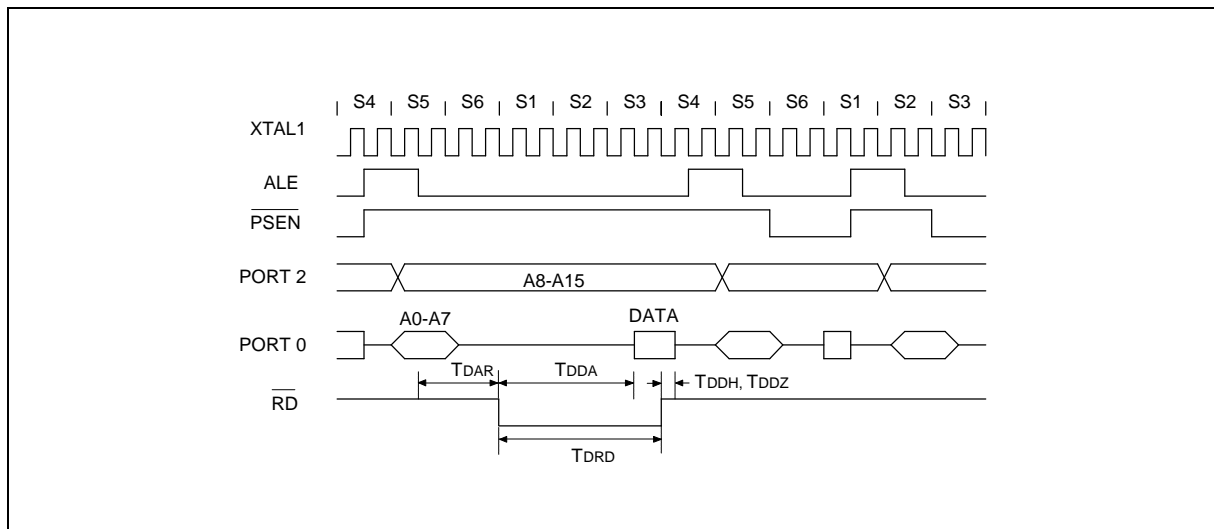 S4 S5 S6 S1 S2 S3 S4 S5 S6 S1 S2 S3
XTAL1
ALE
PSEN
PORT 2
A8-A15
A0-A7
DATA
PORT 0
TDAR
TDDA
TDDH, TDDZ
RD
TDRD